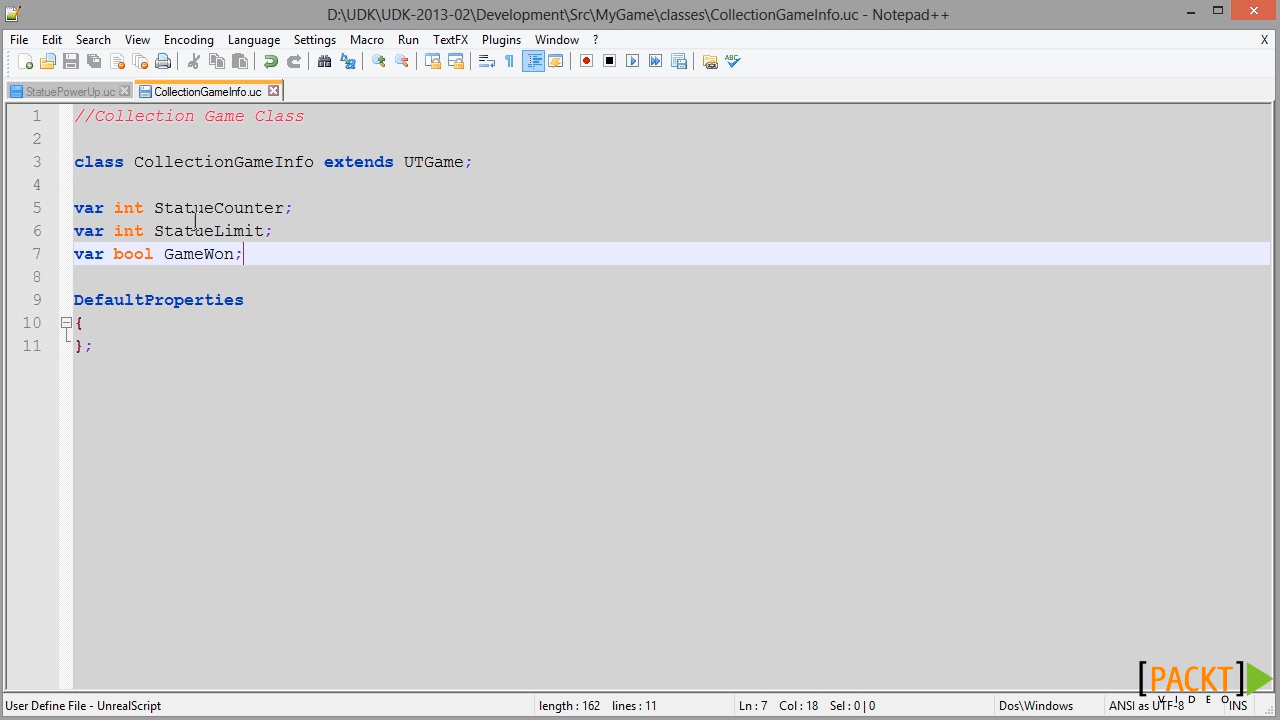 D:\UDK\UDK-2013-02\Development\Src\MyGame\classes\CollectionGameInfo.uc - Notepad++
File Edit Search View Encoding Language Settings Macro Run TextFX Plugins Window ? X
StatuePowerUp.uc CollectionGameInfo.uc
1 //Collection Game Class
2
3 class CollectionGameInfo extends UTGame;
4
5 var int StatueCounter;
6 var int StatueLimit;
7 var bool GameWon;
8
9 DefaultProperties
10 {
11 };
[PACKT]
VIDEO
User Define File - UnrealScript length : 162 lines : 11 Ln : 7 Col : 18 Sel : 0 | 0 Dos\Windows ANSI as UTF-8 INS